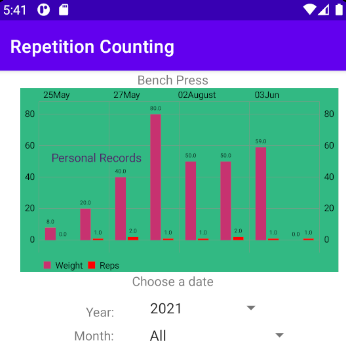 5:41
Repetition Counting
Bench Press
25May 27May 02August 03Jun
80 80
60 60
40 40
20 20
0 0
8.0 0.0 20.0 1.0 40.0 2.0 80.0 1.0 50.0 1.0 50.0 2.0 59.0 1.0 0.0 1.0
Personal Records
Weight Reps
Choose a date
Year: 2021
Month: All